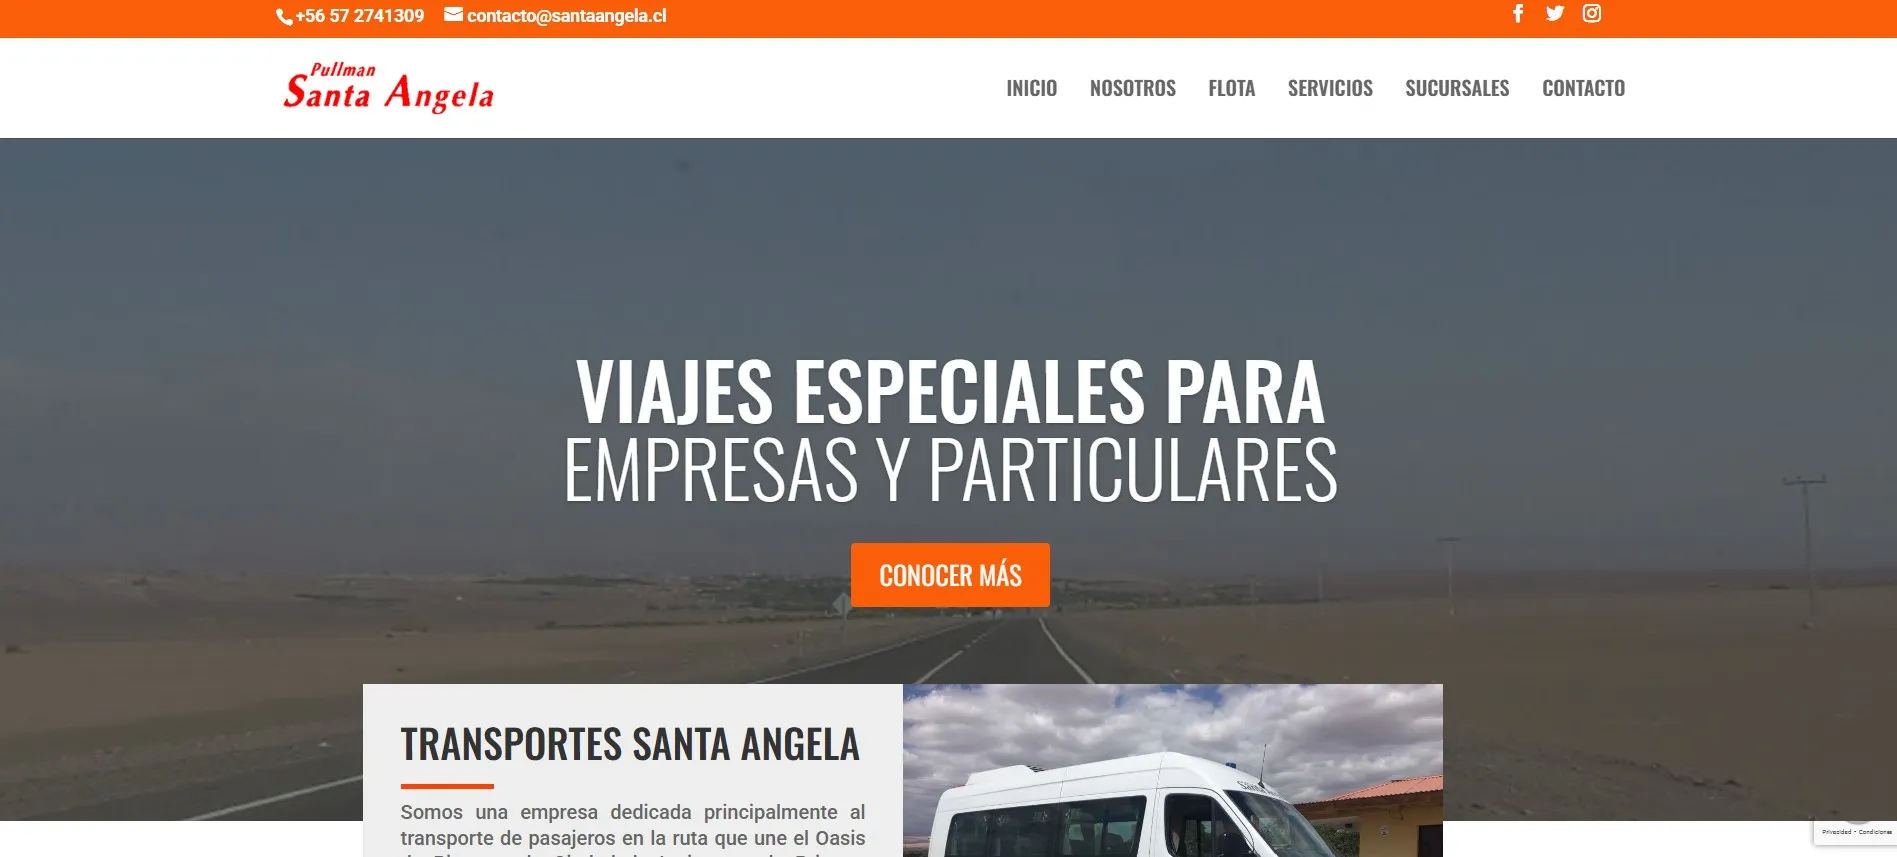 +56 57 2741309 contacto@santaangela.cl
Pullman
Santa Angela
INICIO NOSOTROS FLOTA SERVICIOS SUCURSALES CONTACTO
VIAJES ESPECIALES PARA
EMPRESAS Y PARTICULARES
CONOCER MÁS
TRANSPORTES SANTA ANGELA
Somos una empresa dedicada principalmente al
transporte de pasajeros en la ruta que une el Oasis
Privacidad - Condiciones